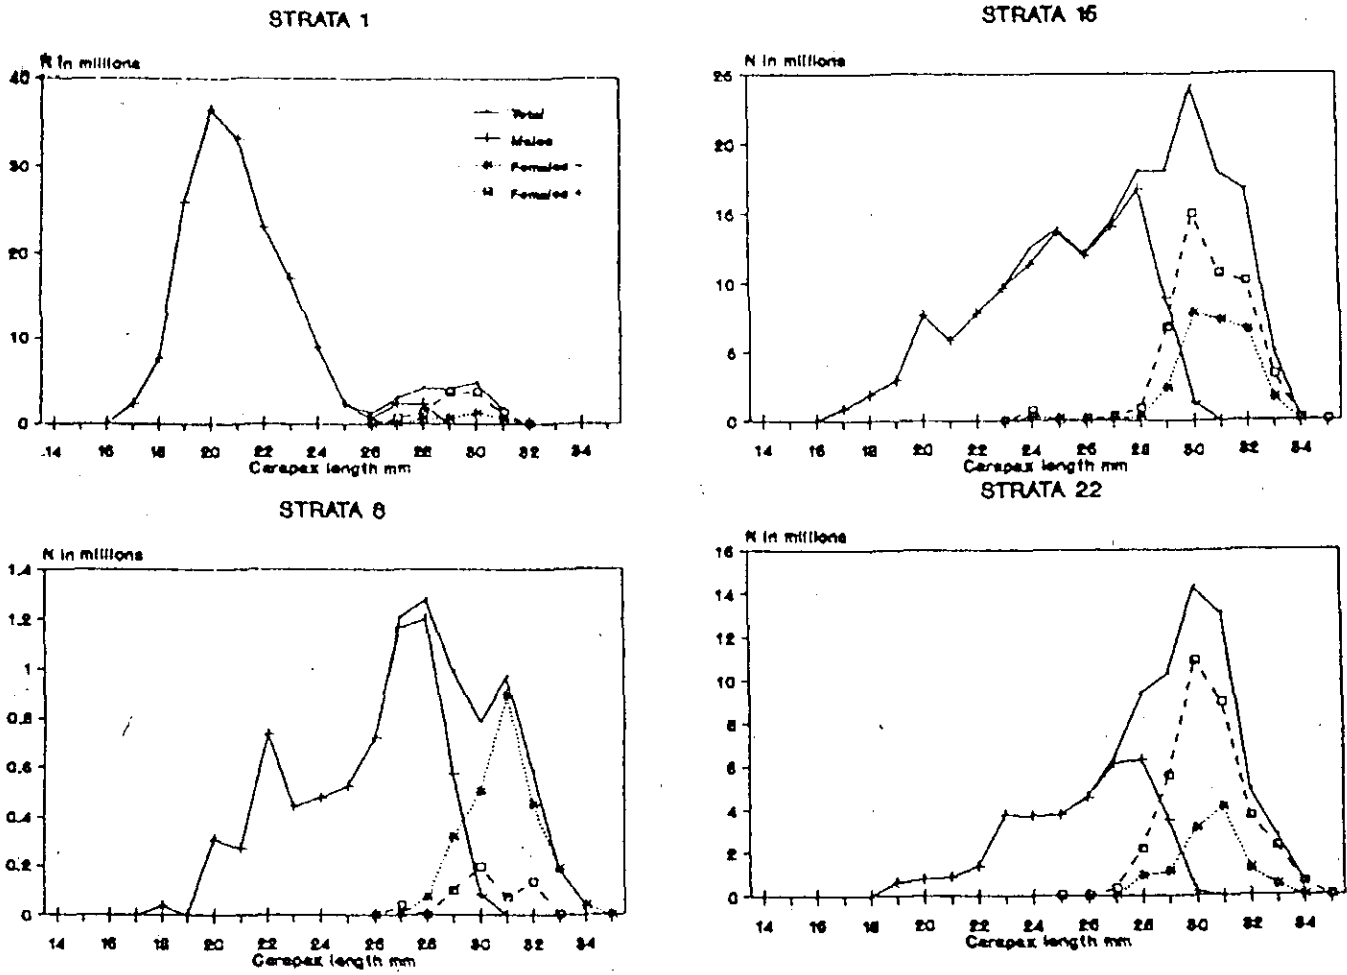 STRATA 1
N in millions
40
30
20
10
0
Total
Males
Females -
Females +
14 16 18 20 22 24 26 28 30 32 34
Carapax length mm
STRATA 16
N in millions
25
20
15
10
5
0
14 16 18 20 22 24 26 28 30 32 34
Carapax length mm
STRATA 8
N in millions
1.4
1.2
1
0.8
0.6
0.4
0.2
0
14 16 18 20 22 24 26 28 30 32 34
Carapax length mm
STRATA 22
N in millions
16
14
12
10
8
6
4
2
0
14 16 18 20 22 24 26 28 30 32 34
Carapax length mm